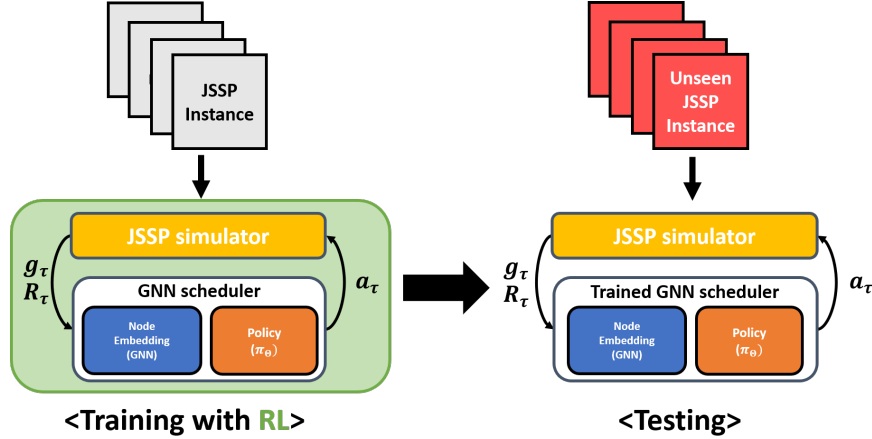 JSSP
Instance
JSSP simulator
g_τ
R_τ
a_τ
GNN scheduler
Node
Embedding
(GNN)
Policy
(π_Θ)
<Training with RL>
Unseen
JSSP
Instance
JSSP simulator
g_τ
R_τ
a_τ
Trained GNN scheduler
Node
Embedding
(GNN)
Policy
(π_Θ)
<Testing>